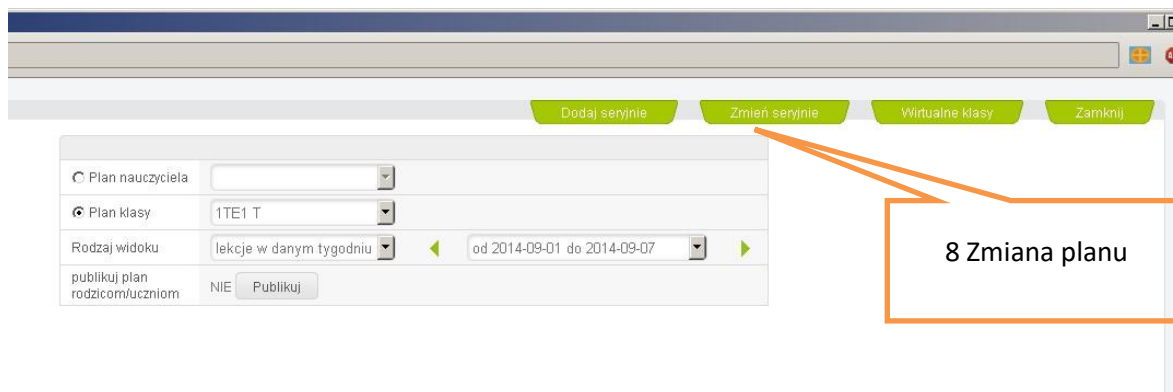 Dodaj seryjnie Zmień seryjnie Wirtualne klasy Zamknij
Plan nauczyciela
Plan klasy 1TE1 T
Rodzaj widoku lekcje w danym tygodniu od 2014-09-01 do 2014-09-07
publikuj plan
rodzicom/uczniom NIE Publikuj
8 Zmiana planu